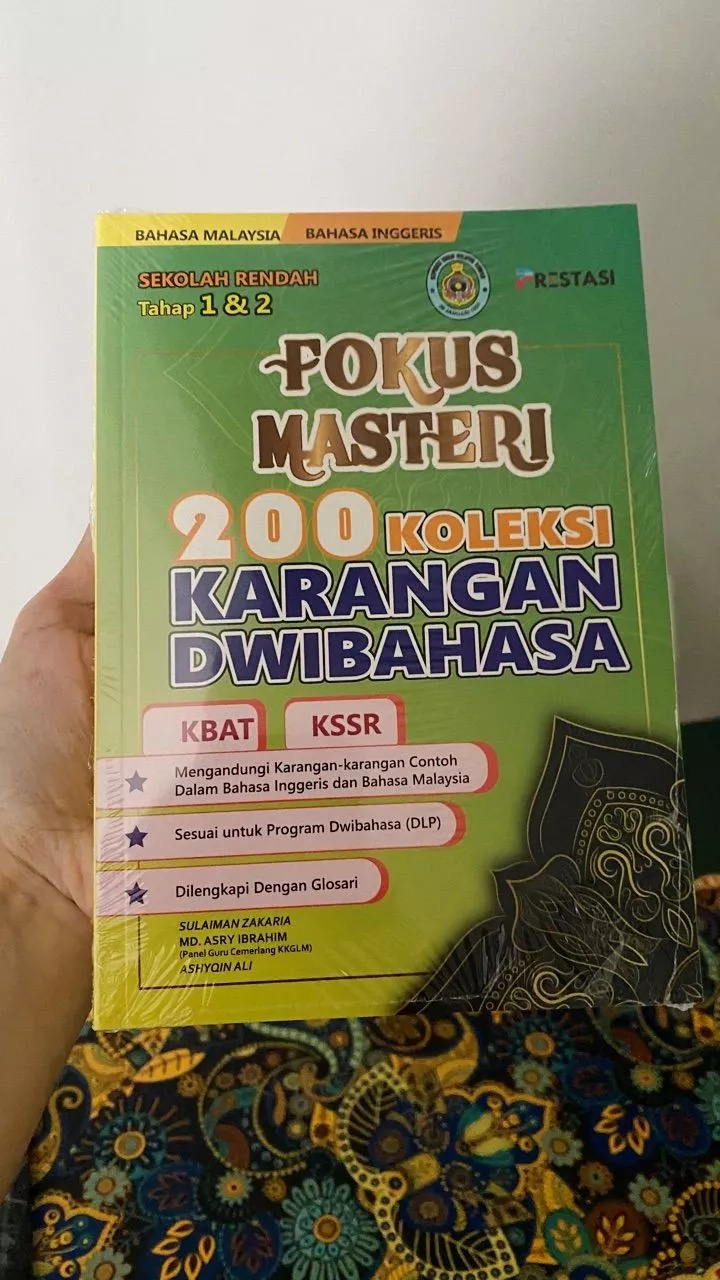 BAHASA MALAYSIA
BAHASA INGGERIS
SEKOLAH RENDAH
Tahap 1 & 2
PRESTASI
FOKUS
MASTERI
200 KOLEKSI
KARANGAN
DWIBAHASA
KBAT
KSSR
Mengandungi Karangan-karangan Contoh
Dalam Bahasa Inggeris dan Bahasa Malaysia
Sesuai untuk Program Dwibahasa (DLP)
Dilengkapi Dengan Glosari
SULAIMAN ZAKARIA
MD. ASRY IBRAHIM
(Panel Guru Cemerlang KKGLM)
ASHYQIN ALI